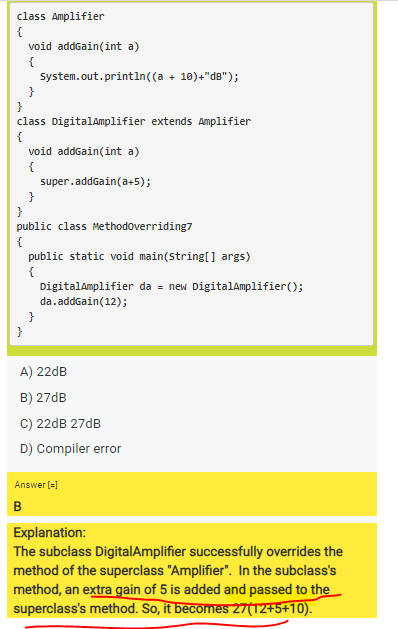 class Amplifier
{
void addGain(int a)
{
System.out.println((a + 10)+"dB");
}
}
class DigitalAmplifier extends Amplifier
{
void addGain(int a)
{
super.addGain(a+5);
}
}
public class MethodOverriding7
{
public static void main(String[] args)
{
DigitalAmplifier da = new DigitalAmplifier();
da.addGain(12);
}
}
A) 22dB
B) 27dB
C) 22dB 27dB
D) Compiler error
Answer [=]
B
Explanation:
The subclass DigitalAmplifier successfully overrides the
method of the superclass "Amplifier". In the subclass's
method, an extra gain of 5 is added and passed to the
superclass's method. So, it becomes 27(12+5+10).